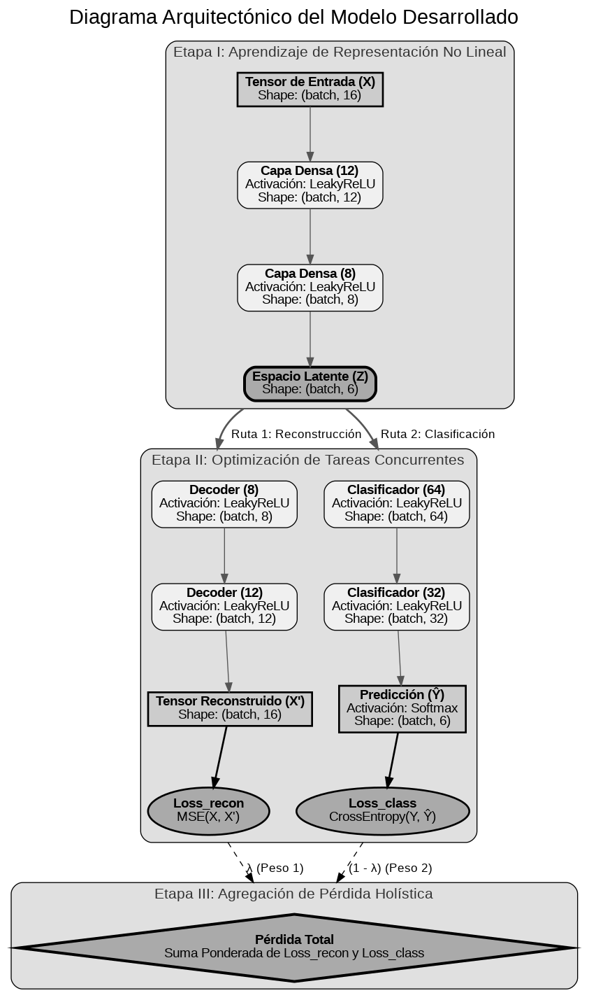 Diagrama Arquitectónico del Modelo Desarrollado
Etapa I: Aprendizaje de Representación No Lineal
Tensor de Entrada (X)
Shape: (batch, 16)
Capa Densa (12)
Activación: LeakyReLU
Shape: (batch, 12)
Capa Densa (8)
Activación: LeakyReLU
Shape: (batch, 8)
Espacio Latente (Z)
Shape: (batch, 6)
Ruta 1: Reconstrucción
Ruta 2: Clasificación
Etapa II: Optimización de Tareas Concurrentes
Decoder (8)
Activación: LeakyReLU
Shape: (batch, 8)
Clasificador (64)
Activación: LeakyReLU
Shape: (batch, 64)
Decoder (12)
Activación: LeakyReLU
Shape: (batch, 12)
Clasificador (32)
Activación: LeakyReLU
Shape: (batch, 32)
Tensor Reconstruido (X')
Shape: (batch, 16)
Predicción (Ŷ)
Activación: Softmax
Shape: (batch, 6)
Loss_recon
MSE(X, X')
Loss_class
CrossEntropy(Y, Ŷ)
λ (Peso 1)
(1 - λ) (Peso 2)
Etapa III: Agregación de Pérdida Holística
Pérdida Total
Suma Ponderada de Loss_recon y Loss_class